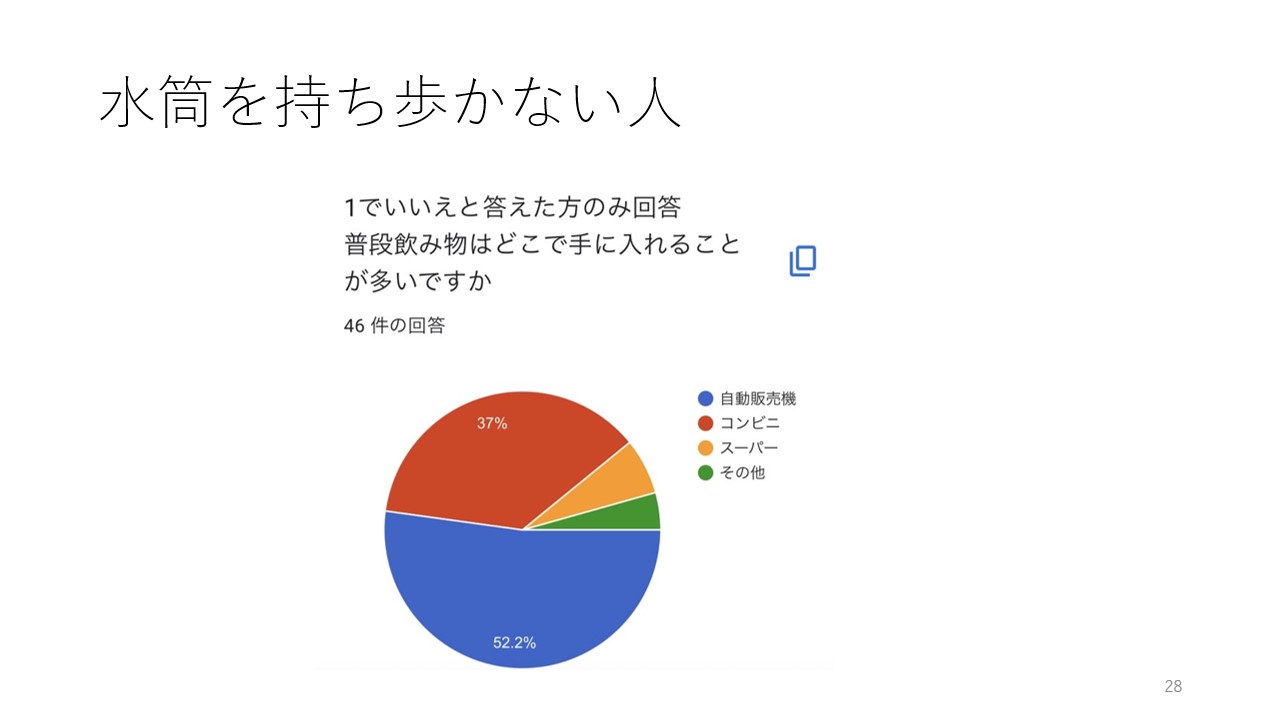 水筒を持ち歩かない人
1でいいえと答えた方のみ回答
普段飲み物はどこで手に入れること
が多いですか
46 件の回答
37%
52.2%
自動販売機
コンビニ
スーパー
その他
28